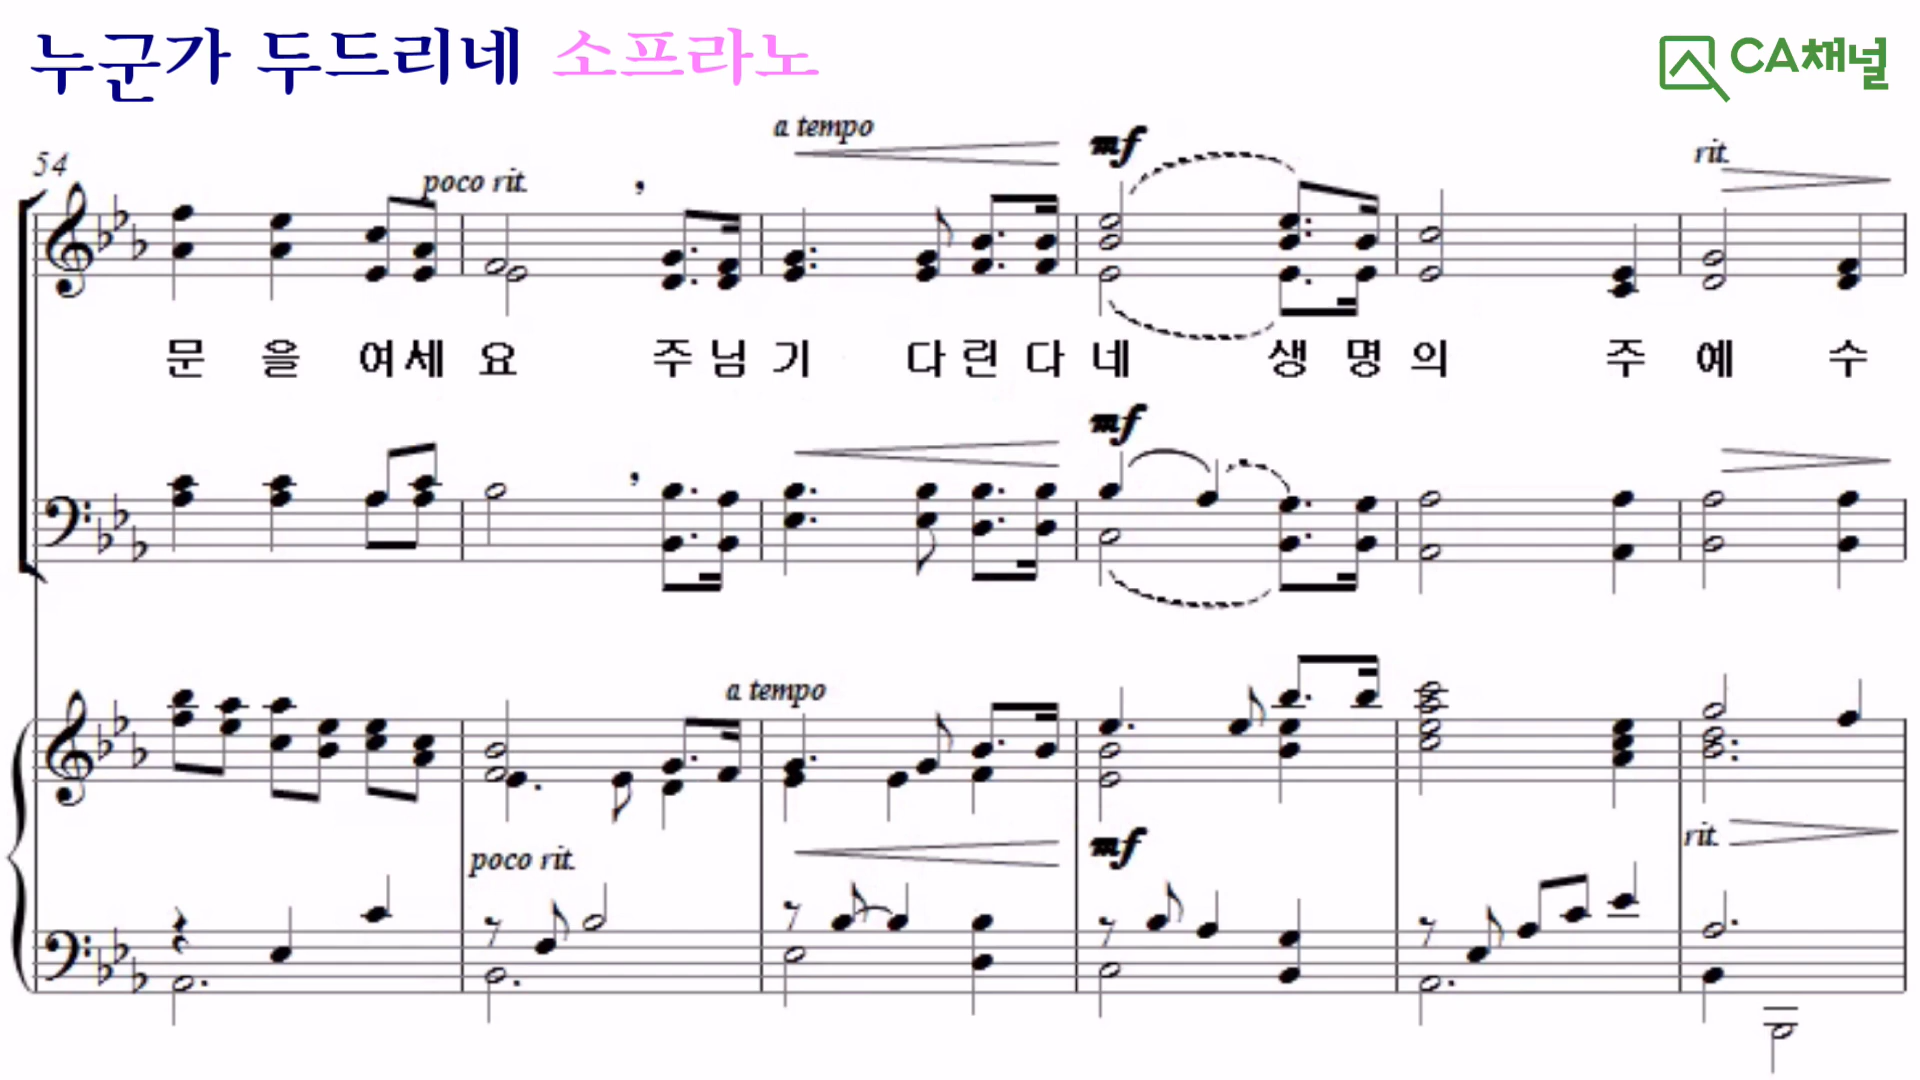 누군가 두드리네 소프라노
CA채널
a tempo
mf
54
poco rit.
,
rit.
문 을 여 세 요 주 님 기 다 린 다 네 생 명 의 주 예 수
mf
,
a tempo
poco rit.
mf
rit.